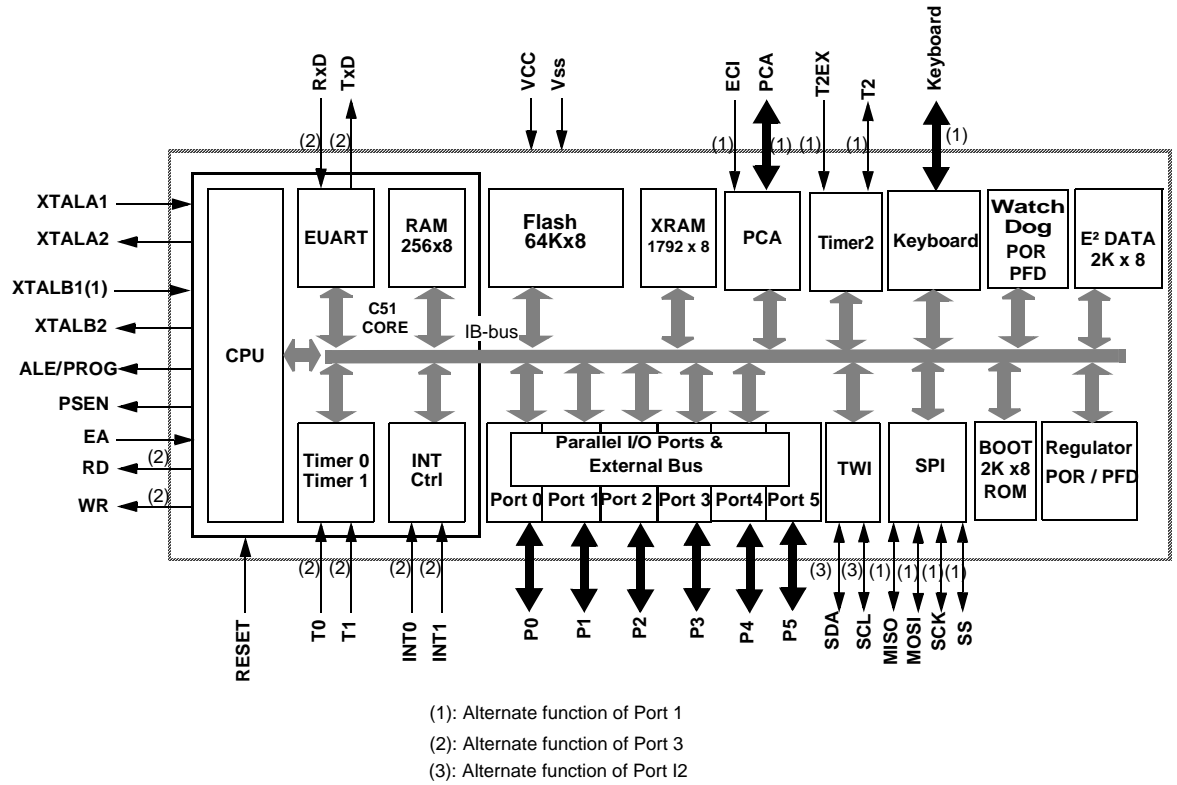 RxD
TxD
VCC
Vss
ECI
PCA
T2EX
T2
Keyboard
(2)
(2)
(1)
(1)
(1)
(1)
(1)
XTALA1
XTALA2
XTALB1(1)
XTALB2
ALE/PROG
PSEN
EA
RD
(2)
WR
(2)
CPU
EUART
RAM
256x8
Flash
64Kx8
XRAM
1792 x 8
PCA
Timer2
Keyboard
Watch
Dog
POR
PFD
E² DATA
2K x 8
C51
CORE
IB-bus
Timer 0
Timer 1
INT
Ctrl
Parallel I/O Ports &
External Bus
Port 0
Port 1
Port 2
Port 3
Port4
Port 5
TWI
SPI
BOOT
2K x8
ROM
Regulator
POR / PFD
(2)
(2)
(2)
(2)
(3)
(3)
(1)
(1)
(1)
(1)
RESET
T0
T1
INT0
INT1
P0
P1
P2
P3
P4
P5
SDA
SCL
MISO
MOSI
SCK
SS
(1): Alternate function of Port 1
(2): Alternate function of Port 3
(3): Alternate function of Port I2